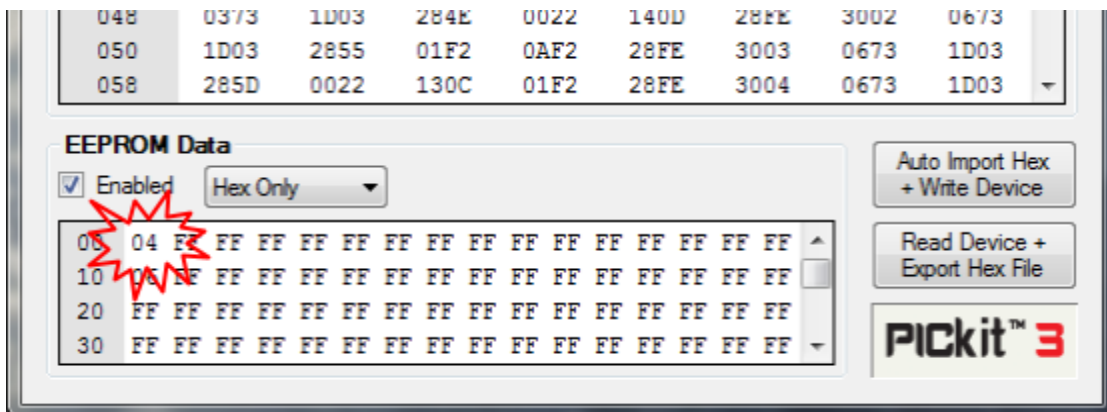 048 0373 1D03 284E 0022 140D 28FE 3002 0673
050 1D03 2855 01F2 0AF2 28FE 3003 0673 1D03
058 285D 0022 130C 01F2 28FE 3004 0673 1D03
EEPROM Data
Enabled Hex Only
Auto Import Hex
+ Write Device
00 04 FF FF FF FF FF FF FF FF FF FF FF FF FF FF FF
10 FF FF FF FF FF FF FF FF FF FF FF FF FF FF FF
20 FF FF FF FF FF FF FF FF FF FF FF FF FF FF FF FF
30 FF FF FF FF FF FF FF FF FF FF FF FF FF FF FF FF
Read Device +
Export Hex File
PICkit™ 3